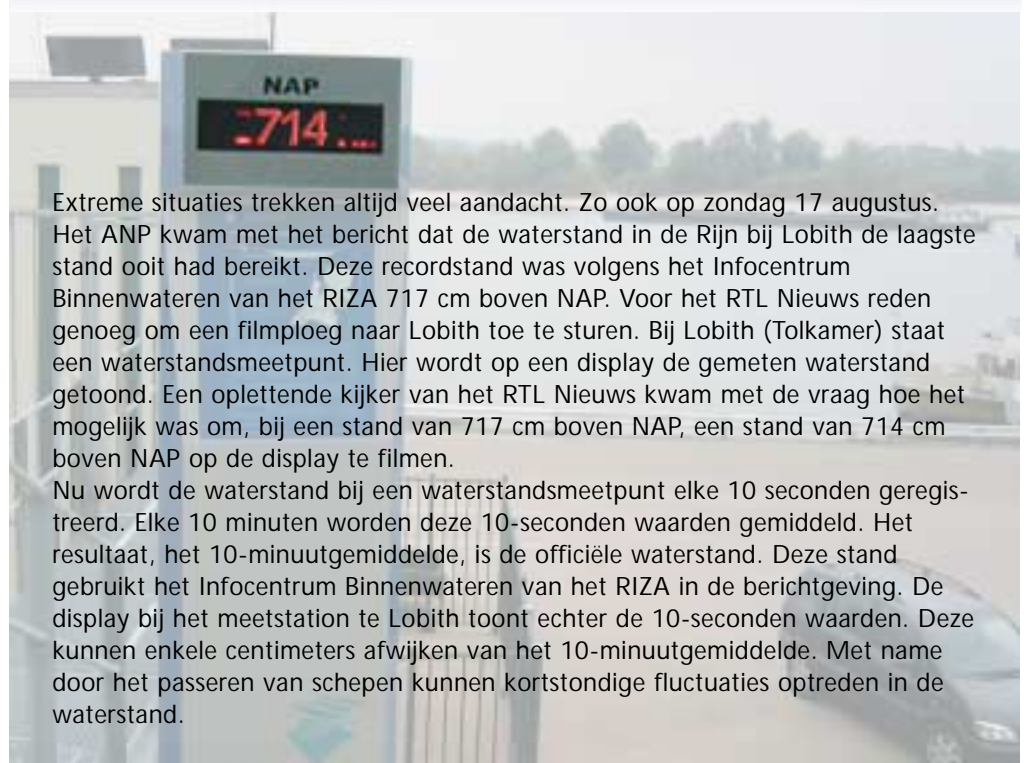 NAP
714
Extreme situaties trekken altijd veel aandacht. Zo ook op zondag 17 augustus.
Het ANP kwam met het bericht dat de waterstand in de Rijn bij Lobith de laagste
stand ooit had bereikt. Deze recordstand was volgens het Infocentrum
Binnenwateren van het RIZA 717 cm boven NAP. Voor het RTL Nieuws reden
genoeg om een filmploeg naar Lobith toe te sturen. Bij Lobith (Tolkamer) staat
een waterstandsmeetpunt. Hier wordt op een display de gemeten waterstand
getoond. Een oplettende kijker van het RTL Nieuws kwam met de vraag hoe het
mogelijk was om, bij een stand van 717 cm boven NAP, een stand van 714 cm
boven NAP op de display te filmen.
Nu wordt de waterstand bij een waterstandsmeetpunt elke 10 seconden geregis-
treerd. Elke 10 minuten worden deze 10-seconden waarden gemiddeld. Het
resultaat, het 10-minuutgemiddelde, is de officiële waterstand. Deze stand
gebruikt het Infocentrum Binnenwateren van het RIZA in de berichtgeving. De
display bij het meetstation te Lobith toont echter de 10-seconden waarden. Deze
kunnen enkele centimeters afwijken van het 10-minuutgemiddelde. Met name
door het passeren van schepen kunnen kortstondige fluctuaties optreden in de
waterstand.